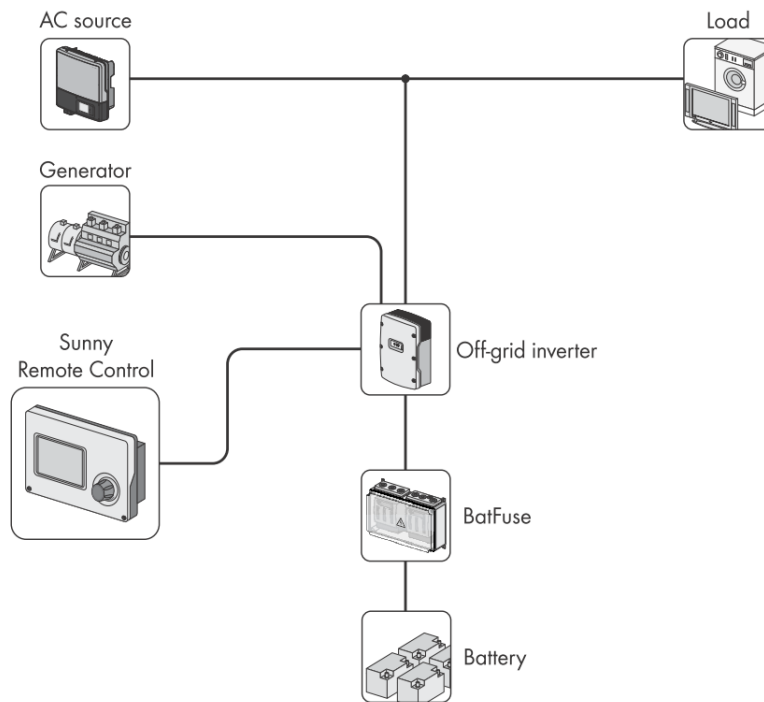 AC source
Load
Generator
Sunny
Remote Control
Off-grid inverter
BatFuse
Battery